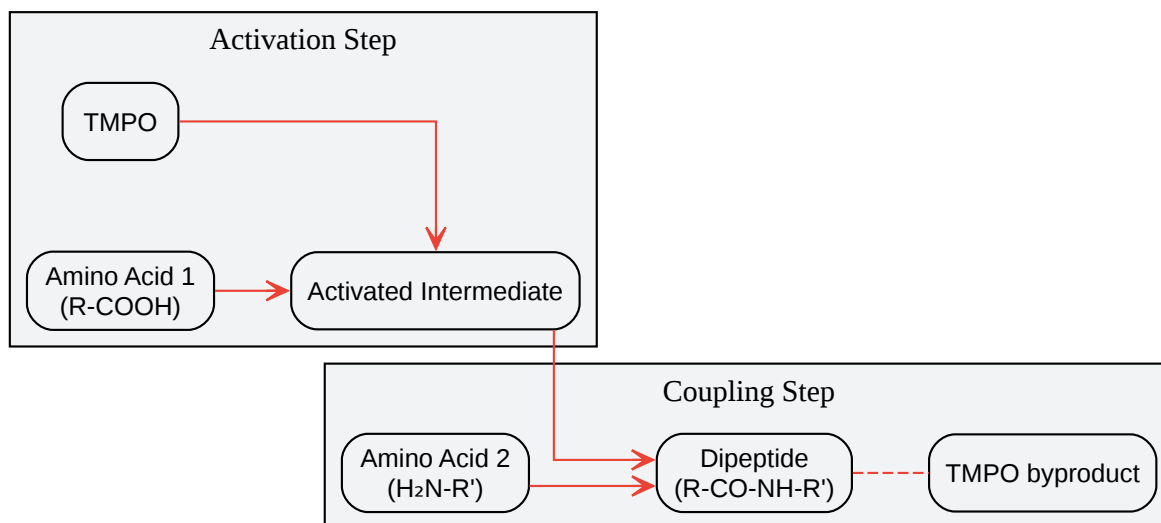 Activation Step
TMPO
Amino Acid 1
(R-COOH)
Activated Intermediate
Coupling Step
Amino Acid 2
(H₂N-R')
Dipeptide
(R-CO-NH-R')
TMPO byproduct